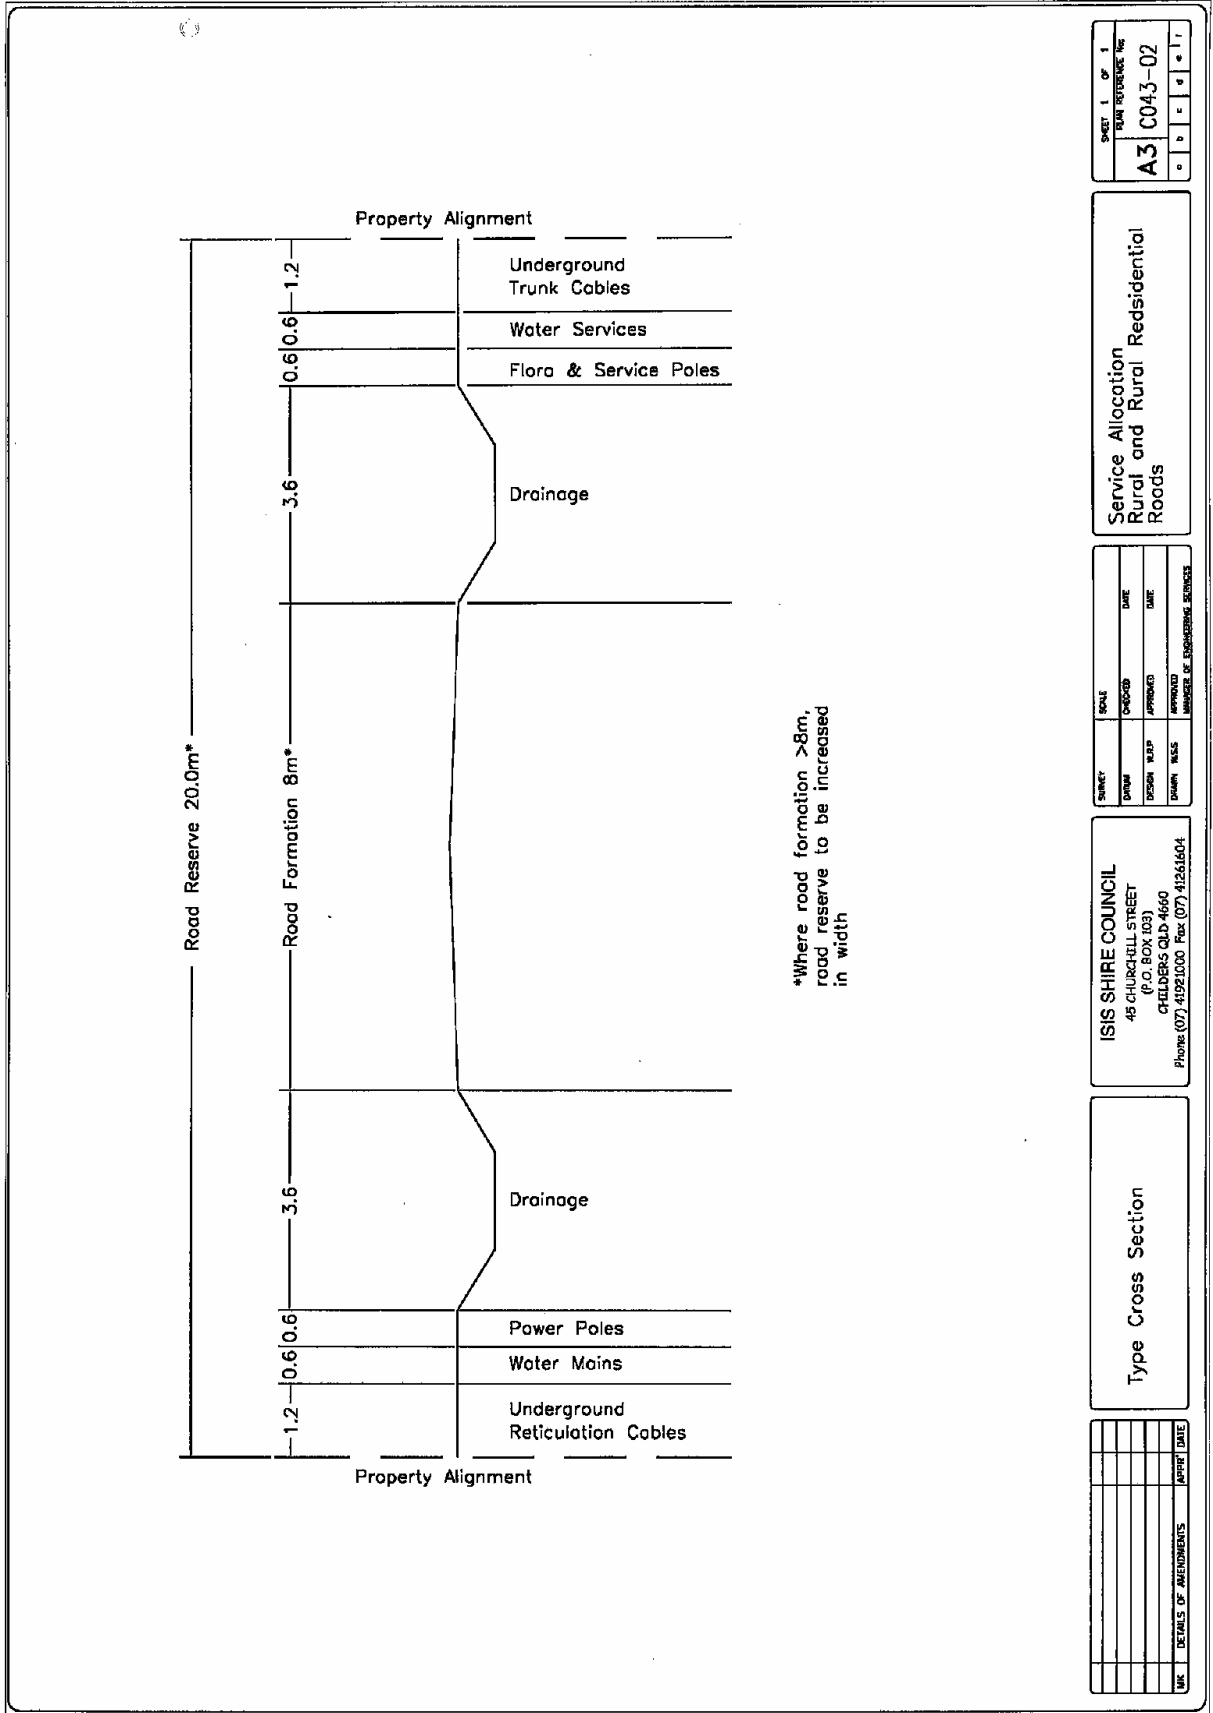 Property Alignment
Road Reserve 20.0m*
1.2
0.6
0.6
3.6
Road Formation 8m*
3.6
0.6
0.6
1.2
Underground
Trunk Cables
Water Services
Flora & Service Poles
Drainage
Drainage
Power Poles
Water Mains
Underground
Reticulation Cables
Property Alignment
*Where road formation >8m,
road reserve to be increased
in width
MK DETAILS OF AMENDMENTS APPR' DATE
Type Cross Section
ISIS SHIRE COUNCIL
45 CHURCHILL STREET
(P.O. BOX 103)
CHILDERS QLD 4660
Phone (07) 41921000 Fax (07) 41261604
SURVEY SCALE
DATUM CHECKED DATE
DESIGN W.R.P APPROVED DATE
DRAWN APPROVED
MANAGER OF ENGINEERING SERVICES
Service Allocation
Rural and Rural Redsidential
Roads
SHEET 1 OF 1
PLAN REFERENCE Nos
A3 C043-02
a b c d e f